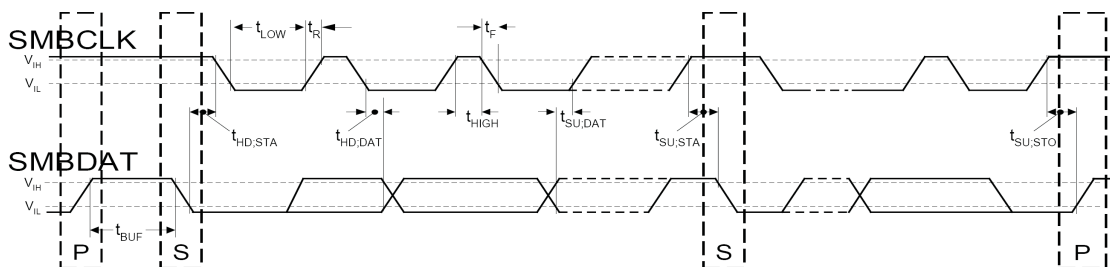 t_LOW t_R t_F
SMBCLK
V_IH
V_IL
t_HD;STA t_HD;DAT t_HIGH t_SU;DAT t_SU;STA t_SU;STO
SMBDAT
V_IH
V_IL
t_BUF
P S S P